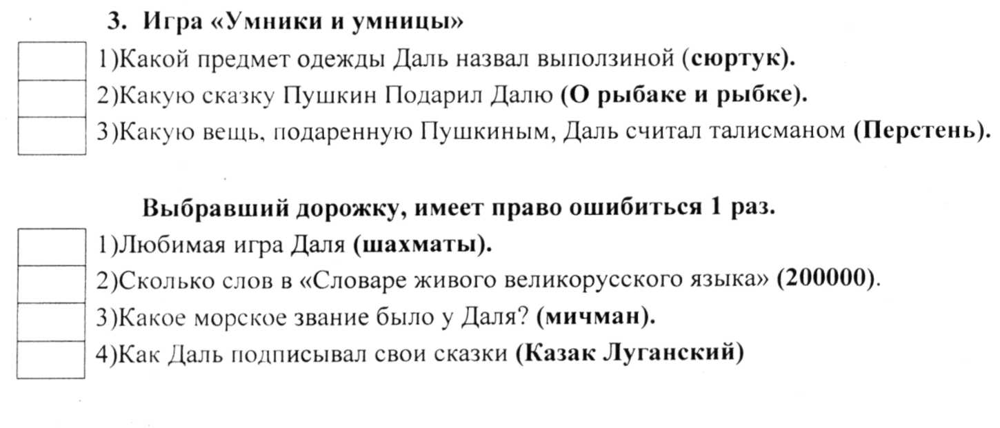 3. Игра «Умники и умницы»
1)Какой предмет одежды Даль назвал выползиной (сюртук).
2)Какую сказку Пушкин Подарил Далю (О рыбаке и рыбке).
3)Какую вещь, подаренную Пушкиным, Даль считал талисманом (Перстень).
Выбравший дорожку, имеет право ошибиться 1 раз.
1)Любимая игра Даля (шахматы).
2)Сколько слов в «Словаре живого великорусского языка» (200000).
3)Какое морское звание было у Даля? (мичман).
4)Как Даль подписывал свои сказки (Казак Луганский)